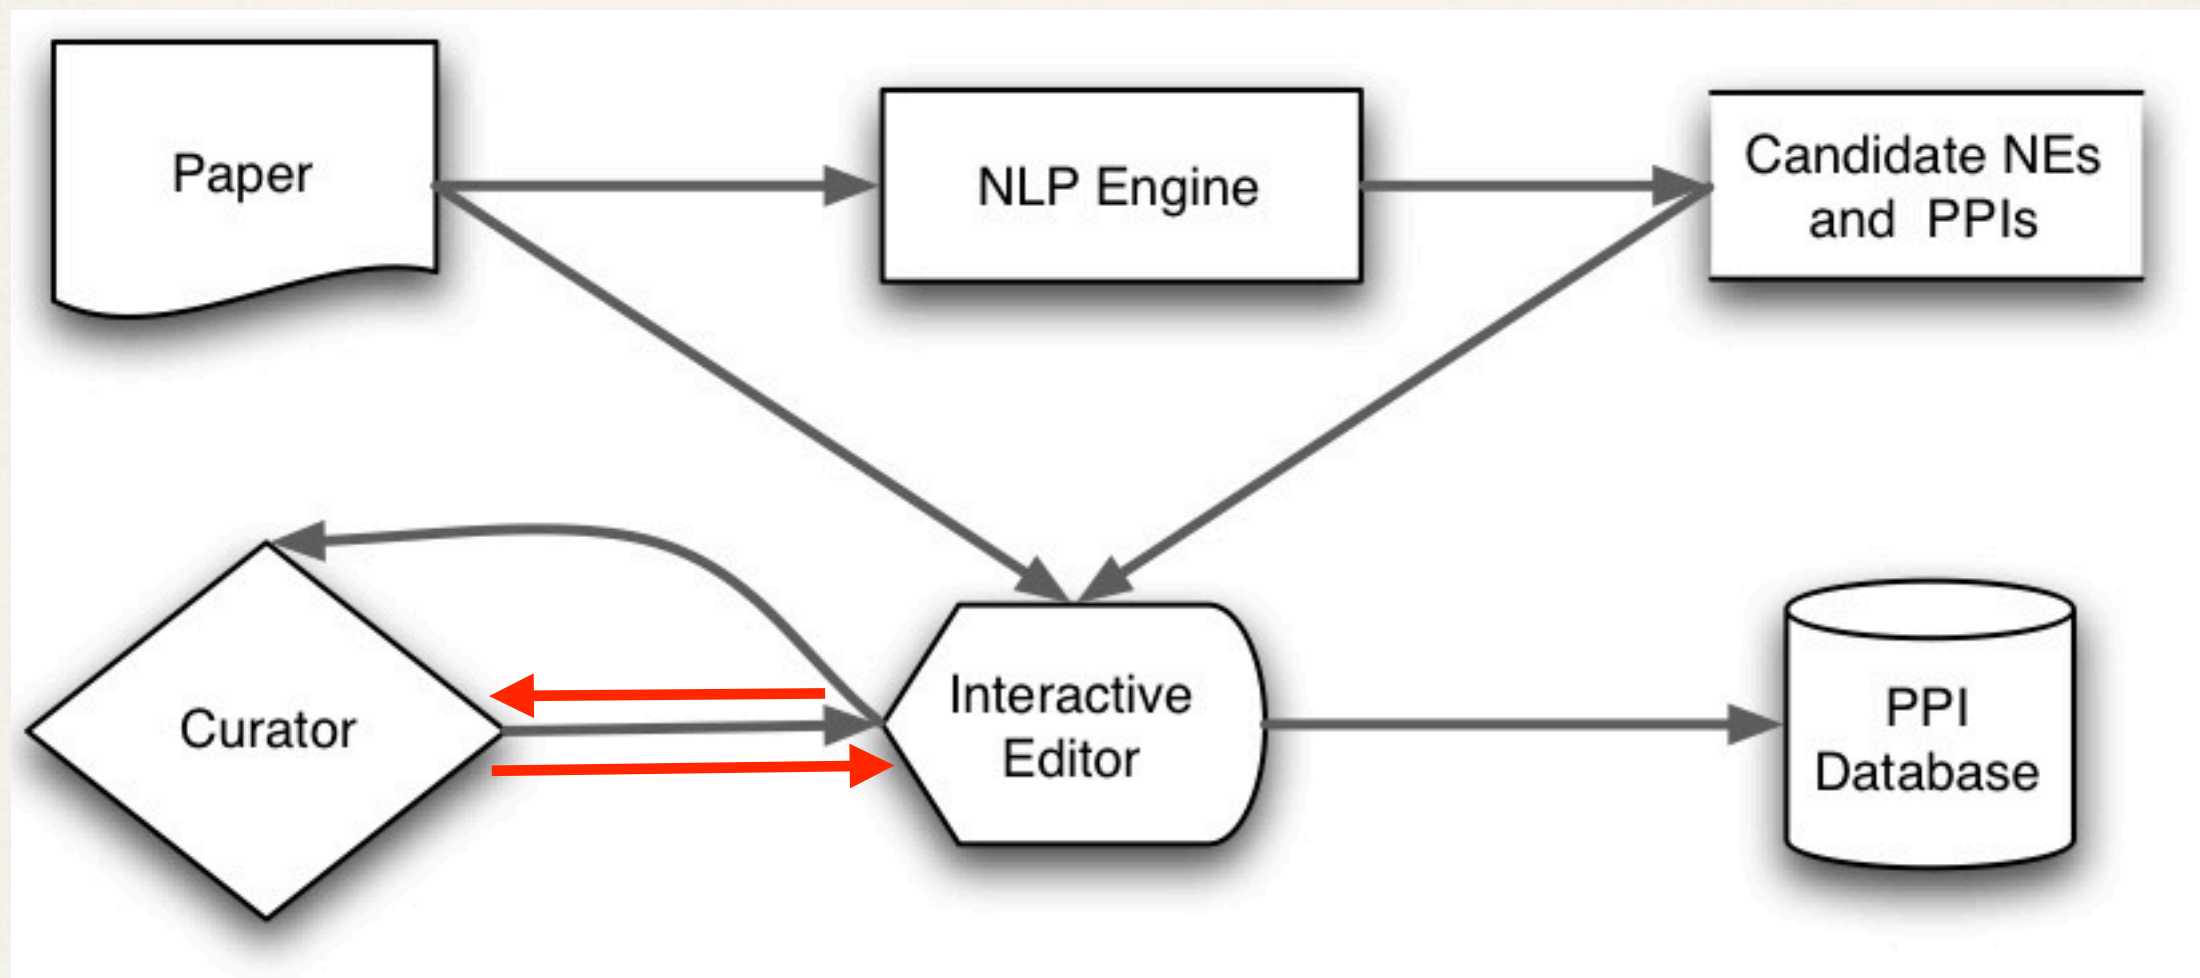 Paper
NLP Engine
Candidate NEs
and PPIs
Curator
Interactive
Editor
PPI
Database